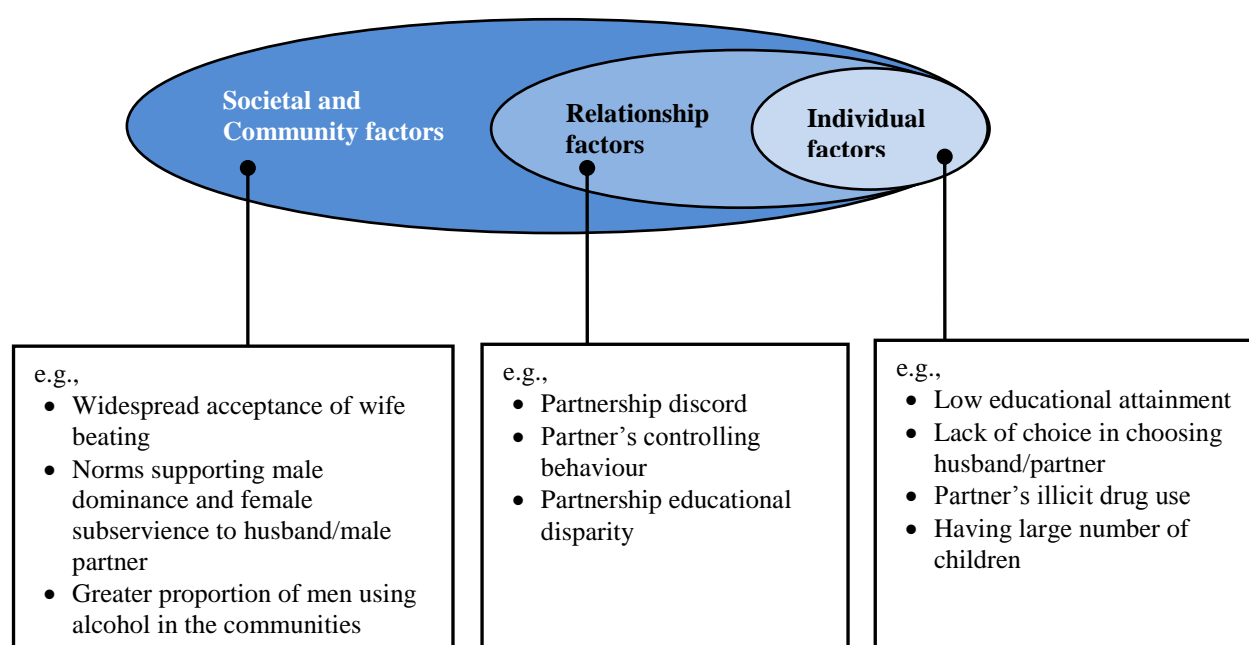 Societal and
Community factors
Relationship
factors
Individual
factors
e.g.,
• Widespread acceptance of wife
beating
• Norms supporting male
dominance and female
subservience to husband/male
partner
• Greater proportion of men using
alcohol in the communities
e.g.,
• Partnership discord
• Partner’s controlling
behaviour
• Partnership educational
disparity
e.g.,
• Low educational attainment
• Lack of choice in choosing
husband/partner
• Partner’s illicit drug use
• Having large number of
children